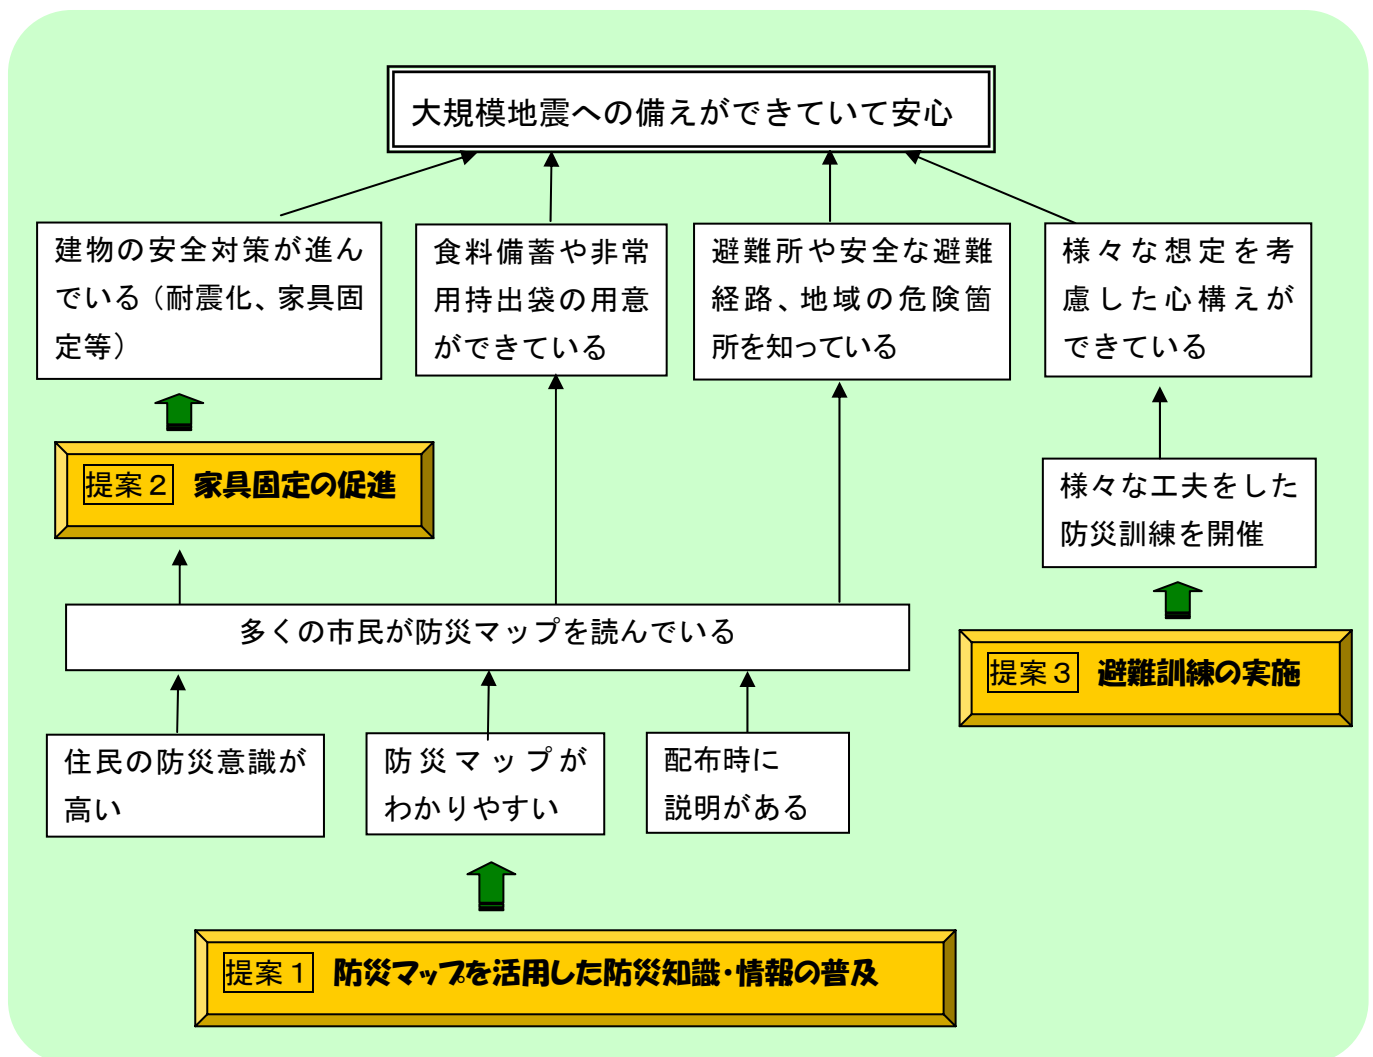 大規模地震への備えができていて安心
建物の安全対策が進ん
でいる（耐震化、家具固
定等）
食料備蓄や非常
用持出袋の用意
ができている
避難所や安全な避難
経路、地域の危険箇
所を知っている
様々な想定を考
慮した心構えが
できている
提案２ 家具固定の促進
様々な工夫をした
防災訓練を開催
多くの市民が防災マップを読んでいる
提案３ 避難訓練の実施
住民の防災意識が
高い
防災マップが
わかりやすい
配布時に
説明がある
提案１ 防災マップを活用した防災知識・情報の普及